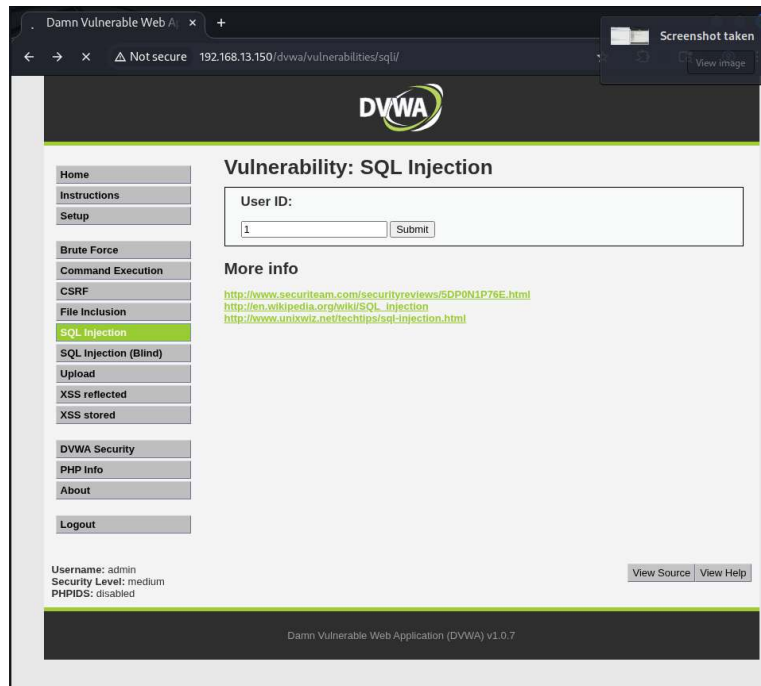 Damn Vulnerable Web A
Screenshot taken
View image
Not secure 192.168.13.150/dvwa/vulnerabilities/sqli/
DVWA
Home
Instructions
Setup
Brute Force
Command Execution
CSRF
File Inclusion
SQL Injection
SQL Injection (Blind)
Upload
XSS reflected
XSS stored
DVWA Security
PHP Info
About
Logout
Vulnerability: SQL Injection
User ID:
1 Submit
More info
http://www.securiteam.com/securityreviews/5DP0N1P76E.html
http://en.wikipedia.org/wiki/SQL_injection
http://www.unixwiz.net/techtips/sql-injection.html
Username: admin
Security Level: medium
PHPIDS: disabled
View Source View Help
Damn Vulnerable Web Application (DVWA) v1.0.7